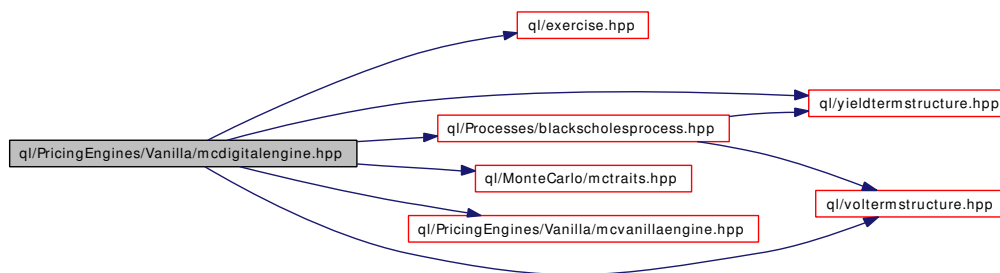 ql/exercise.hpp
ql/yieldtermstructure.hpp
ql/Processes/blackscholesprocess.hpp
ql/PricingEngines/Vanilla/mcdigitalengine.hpp
ql/MonteCarlo/mctraits.hpp
ql/voltermstructure.hpp
ql/PricingEngines/Vanilla/mcvanillaengine.hpp